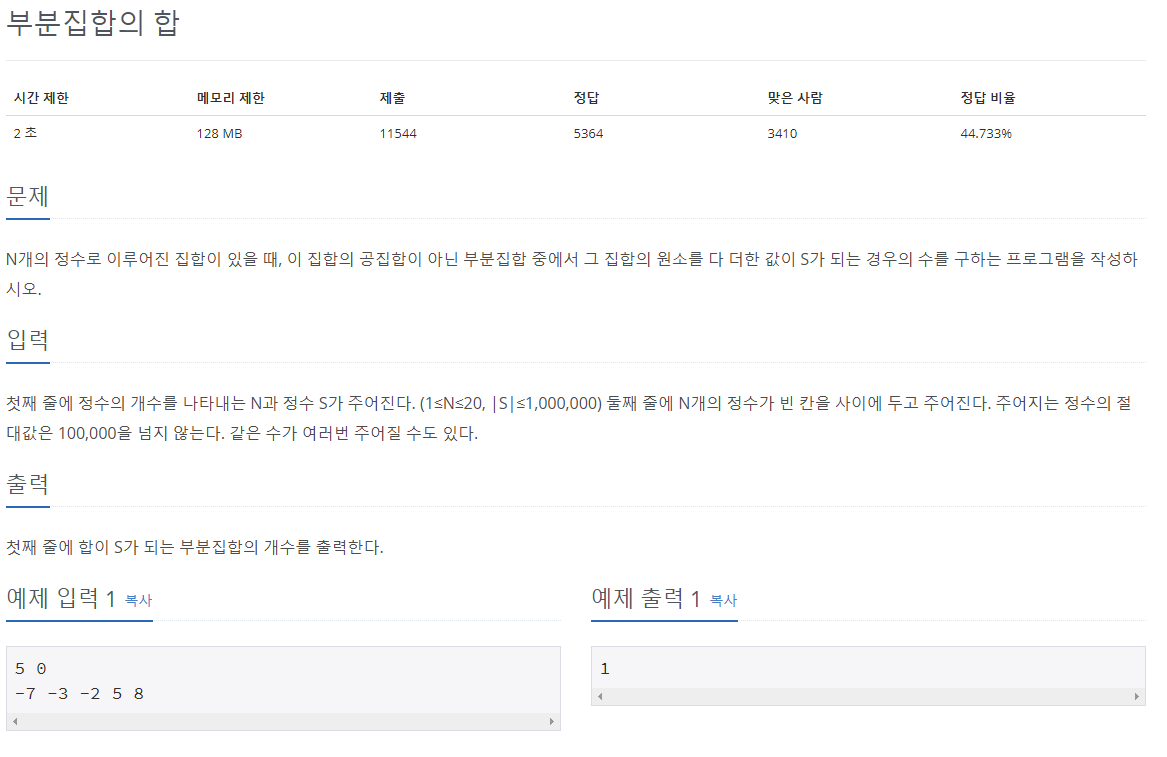 부분집합의 합
시간 제한 메모리 제한 제출 정답 맞은 사람 정답 비율
2 초 128 MB 11544 5364 3410 44.733%
문제
N개의 정수로 이루어진 집합이 있을 때, 이 집합의 공집합이 아닌 부분집합 중에서 그 집합의 원소를 다 더한 값이 S가 되는 경우의 수를 구하는 프로그램을 작성하
시오.
입력
첫째 줄에 정수의 개수를 나타내는 N과 정수 S가 주어진다. (1≤N≤20, |S|≤1,000,000) 둘째 줄에 N개의 정수가 빈 칸을 사이에 두고 주어진다. 주어지는 정수의 절
대값은 100,000을 넘지 않는다. 같은 수가 여러번 주어질 수도 있다.
출력
첫째 줄에 합이 S가 되는 부분집합의 개수를 출력한다.
예제 입력 1 복사
5 0
-7 -3 -2 5 8
예제 출력 1 복사
1